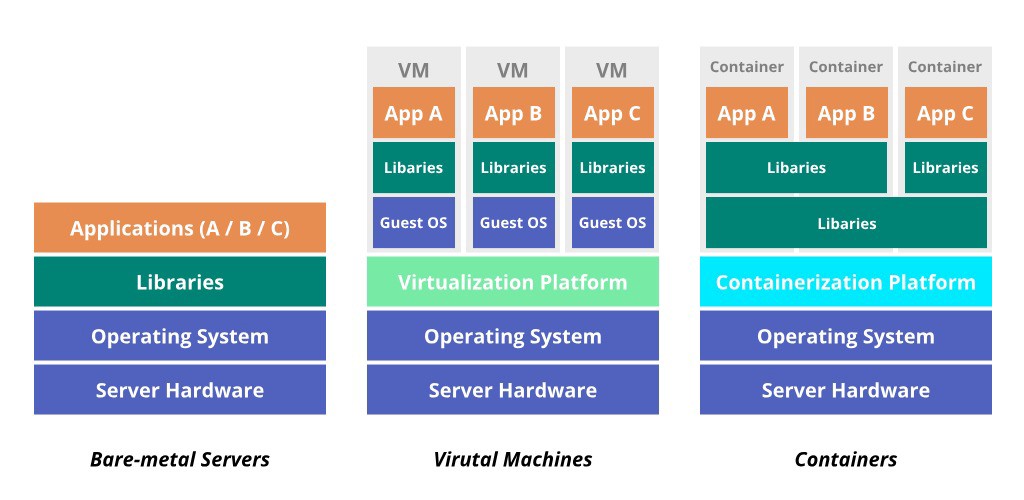 Applications (A / B / C)
Libraries
Operating System
Server Hardware
Bare-metal Servers
VM VM VM
App A App B App C
Libaries Libraries Libraries
Guest OS Guest OS Guest OS
Virtualization Platform
Operating System
Server Hardware
Virutal Machines
Container Container Container
App A App B App C
Libaries Libraries
Libaries
Containerization Platform
Operating System
Server Hardware
Containers